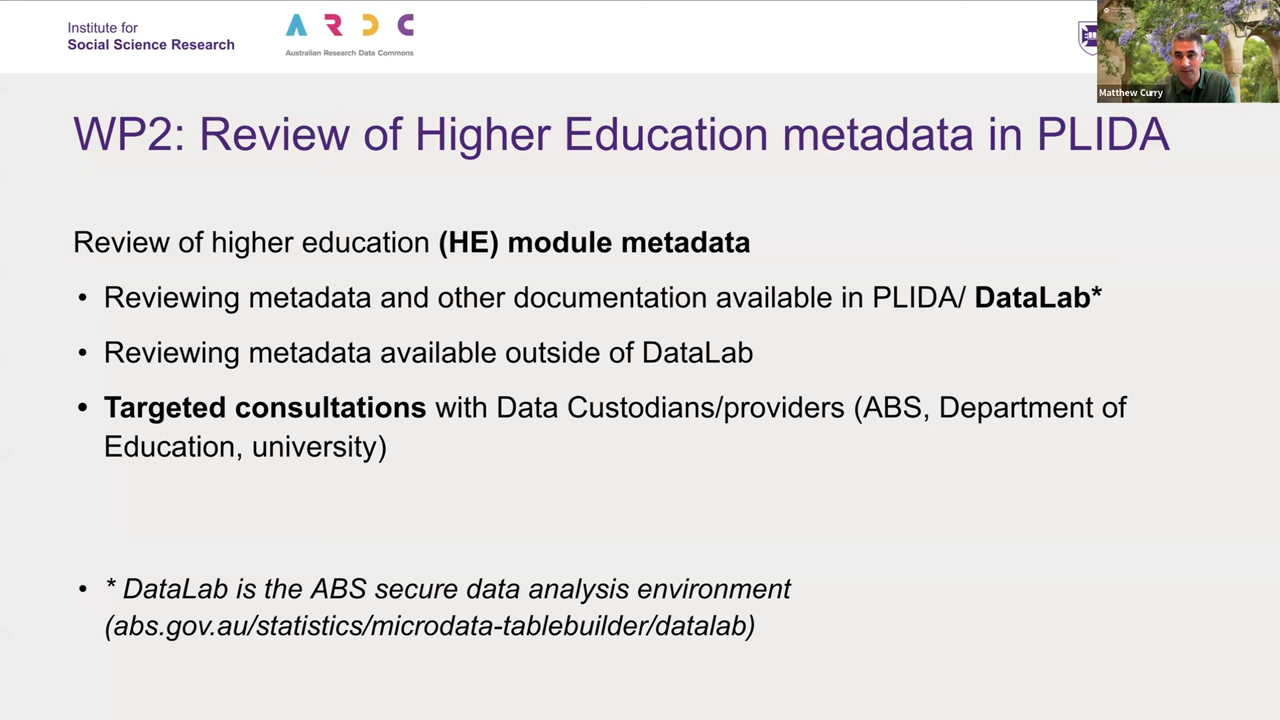 Institute for
Social Science Research
ARDC
Australian Research Data Commons
Matthew Curry
WP2: Review of Higher Education metadata in PLIDA
Review of higher education (HE) module metadata
• Reviewing metadata and other documentation available in PLIDA/ DataLab*
• Reviewing metadata available outside of DataLab
• Targeted consultations with Data Custodians/providers (ABS, Department of
Education, university)
• * DataLab is the ABS secure data analysis environment
(abs.gov.au/statistics/microdata-tablebuilder/datalab)